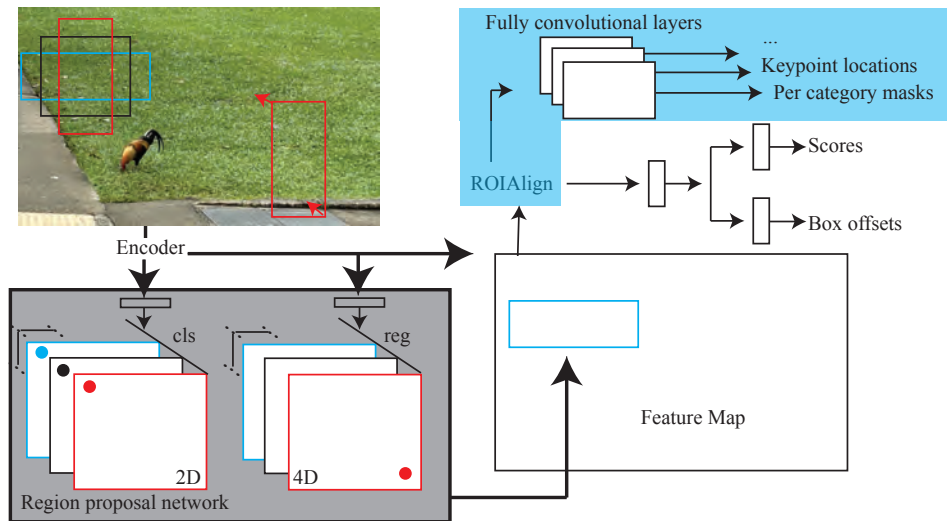 Fully convolutional layers
...
Keypoint locations
Per category masks
ROIAlign
Scores
Box offsets
Encoder
cls
reg
2D
4D
Region proposal network
Feature Map